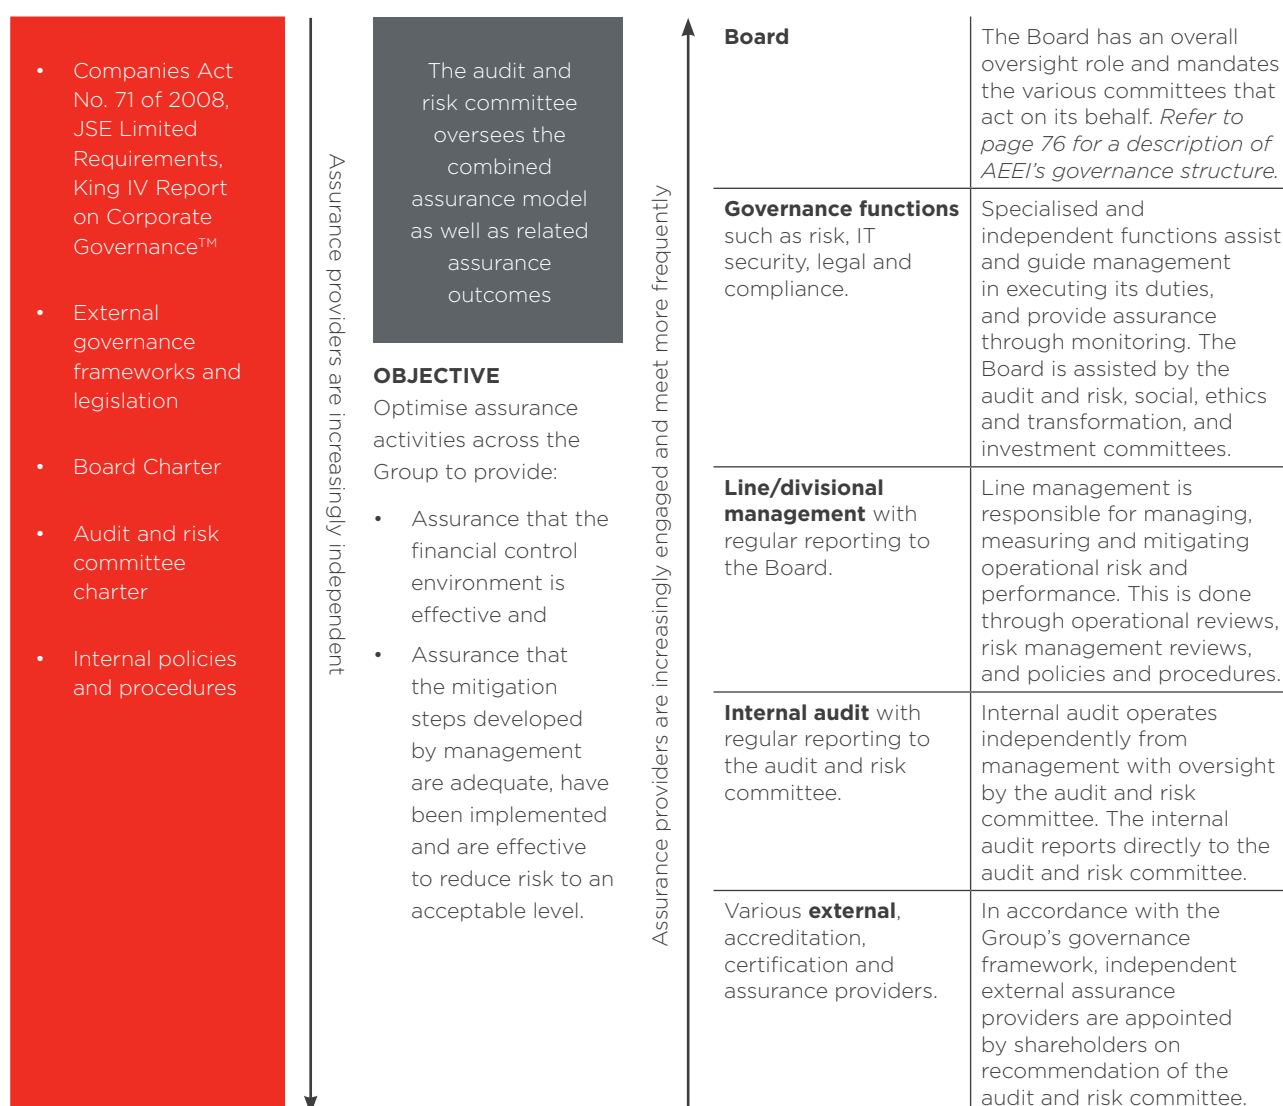 • Companies Act
No. 71 of 2008,
JSE Limited
Requirements,
King IV Report
on Corporate
Governance™
• External
governance
frameworks and
legislation
• Board Charter
• Audit and risk
committee
charter
• Internal policies
and procedures
Assurance providers are increasingly independent
The audit and
risk committee
oversees the
combined
assurance model
as well as related
assurance
outcomes
OBJECTIVE
Optimise assurance
activities across the
Group to provide:
• Assurance that the
financial control
environment is
effective and
• Assurance that
the mitigation
steps developed
by management
are adequate, have
been implemented
and are effective
to reduce risk to an
acceptable level.
Assurance providers are increasingly engaged and meet more frequently
Board
The Board has an overall
oversight role and mandates
the various committees that
act on its behalf. Refer to
page 76 for a description of
AEEI's governance structure.
Governance functions
such as risk, IT
security, legal and
compliance.
Specialised and
independent functions assist
and guide management
in executing its duties,
and provide assurance
through monitoring. The
Board is assisted by the
audit and risk, social, ethics
and transformation, and
investment committees.
Line/divisional
management with
regular reporting to
the Board.
Line management is
responsible for managing,
measuring and mitigating
operational risk and
performance. This is done
through operational reviews,
risk management reviews,
and policies and procedures.
Internal audit with
regular reporting to
the audit and risk
committee.
Internal audit operates
independently from
management with oversight
by the audit and risk
committee. The internal
audit reports directly to the
audit and risk committee.
Various external,
accreditation,
certification and
assurance providers.
In accordance with the
Group's governance
framework, independent
external assurance
providers are appointed
by shareholders on
recommendation of the
audit and risk committee.